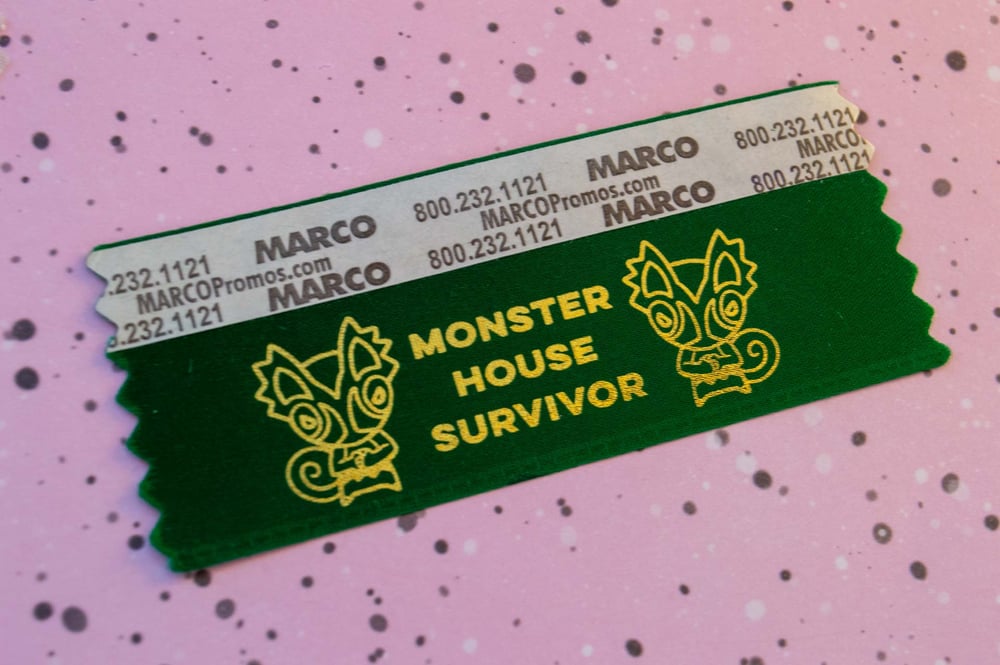 .232.1121 MARCO 800.232.1121 MARCO 800.232.1121
MARCOPromos.com MARCOPromos.com MARCO.
.232.1121 MARCO 800.232.1121 MARCO 800.232.1121
MONSTER
HOUSE
SURVIVOR